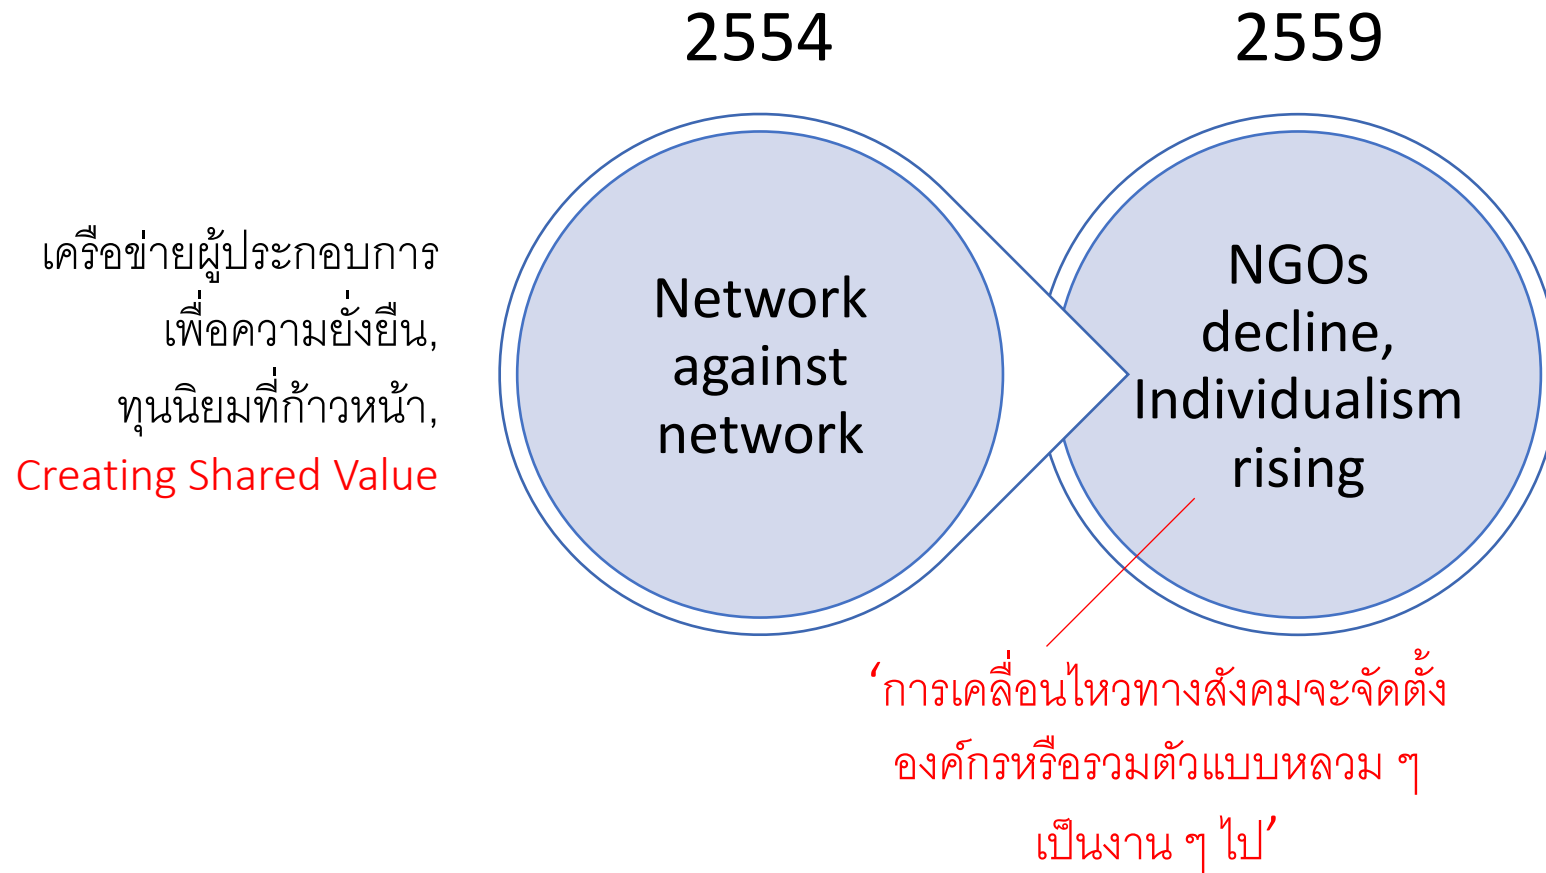 2554
2559
เครือข่ายผู้ประกอบการ
เพื่อความยั่งยืน,
ทุนนิยมที่ก้าวหน้า,
Creating Shared Value
Network
against
network
NGOs
decline,
Individualism
rising
‘การเคลื่อนไหวทางสังคมจะจัดตั้ง
องค์กรหรือรวมตัวแบบหลวม ๆ
เป็นงาน ๆ ไป’